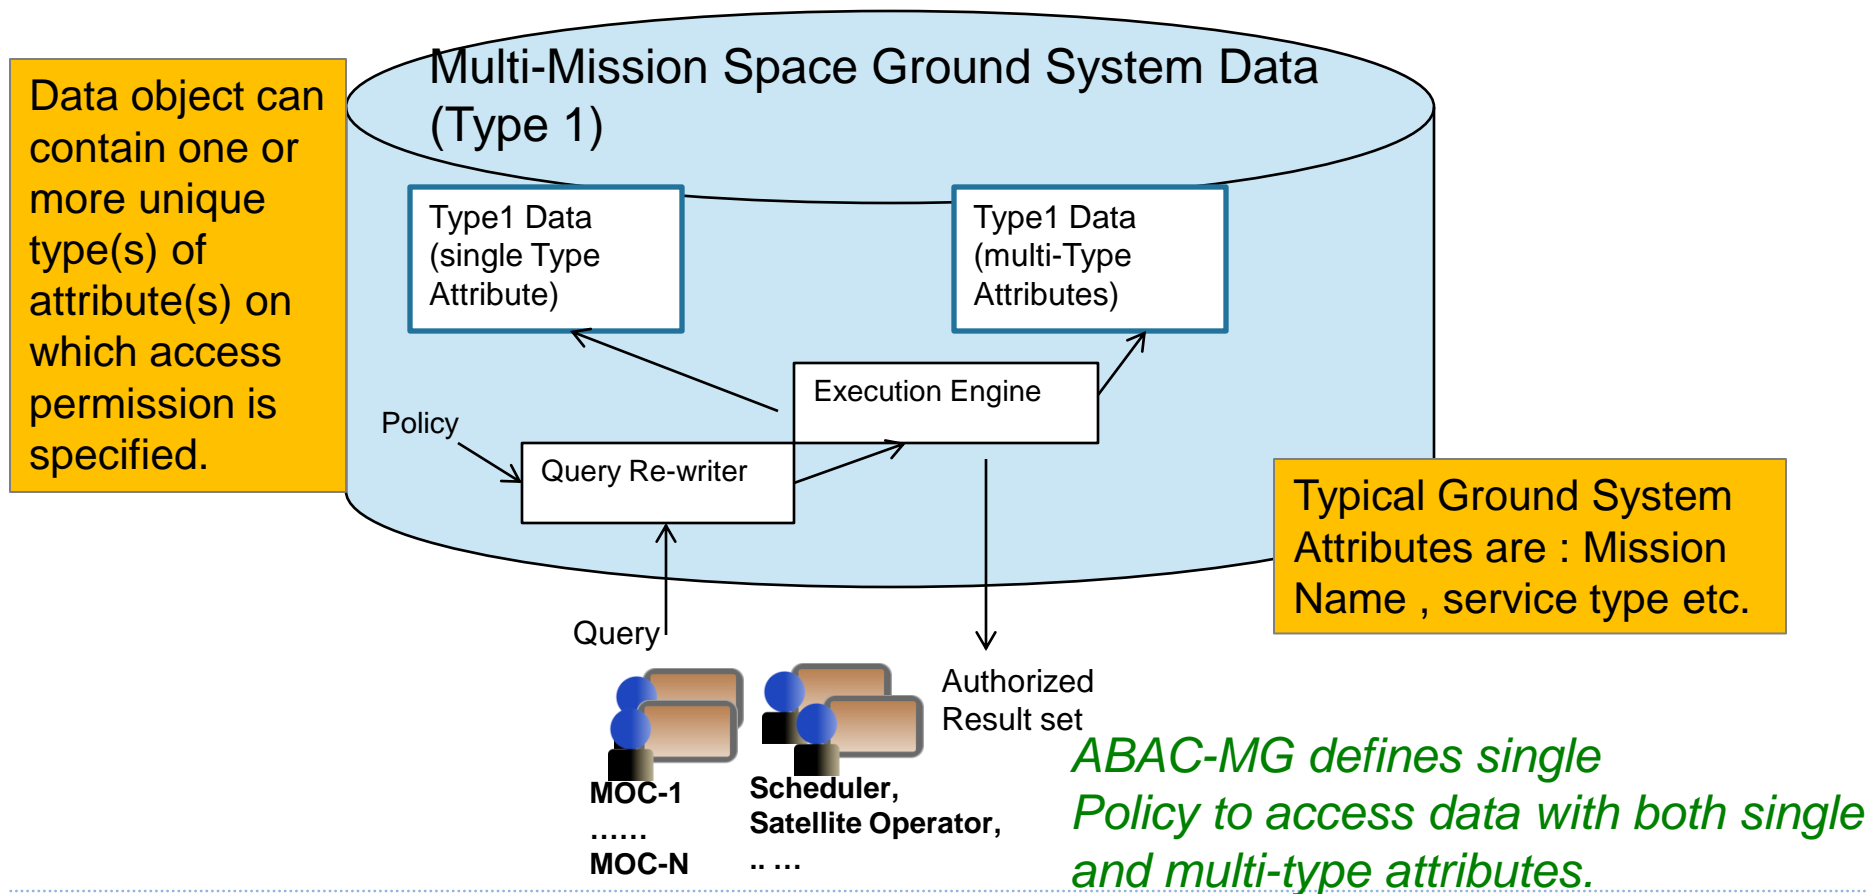 Multi-Mission Space Ground System Data
(Type 1)
Data object can
contain one or
more unique
type(s) of
attribute(s) on
which access
permission is
specified.
Type1 Data
(single Type
Attribute)
Type1 Data
(multi-Type
Attributes)
Execution Engine
Policy
Query Re-writer
Typical Ground System
Attributes are : Mission
Name , service type etc.
Query
Authorized
Result set
MOC-1
......
MOC-N
Scheduler,
Satellite Operator,
.. ...
ABAC-MG defines single
Policy to access data with both single
and multi-type attributes.